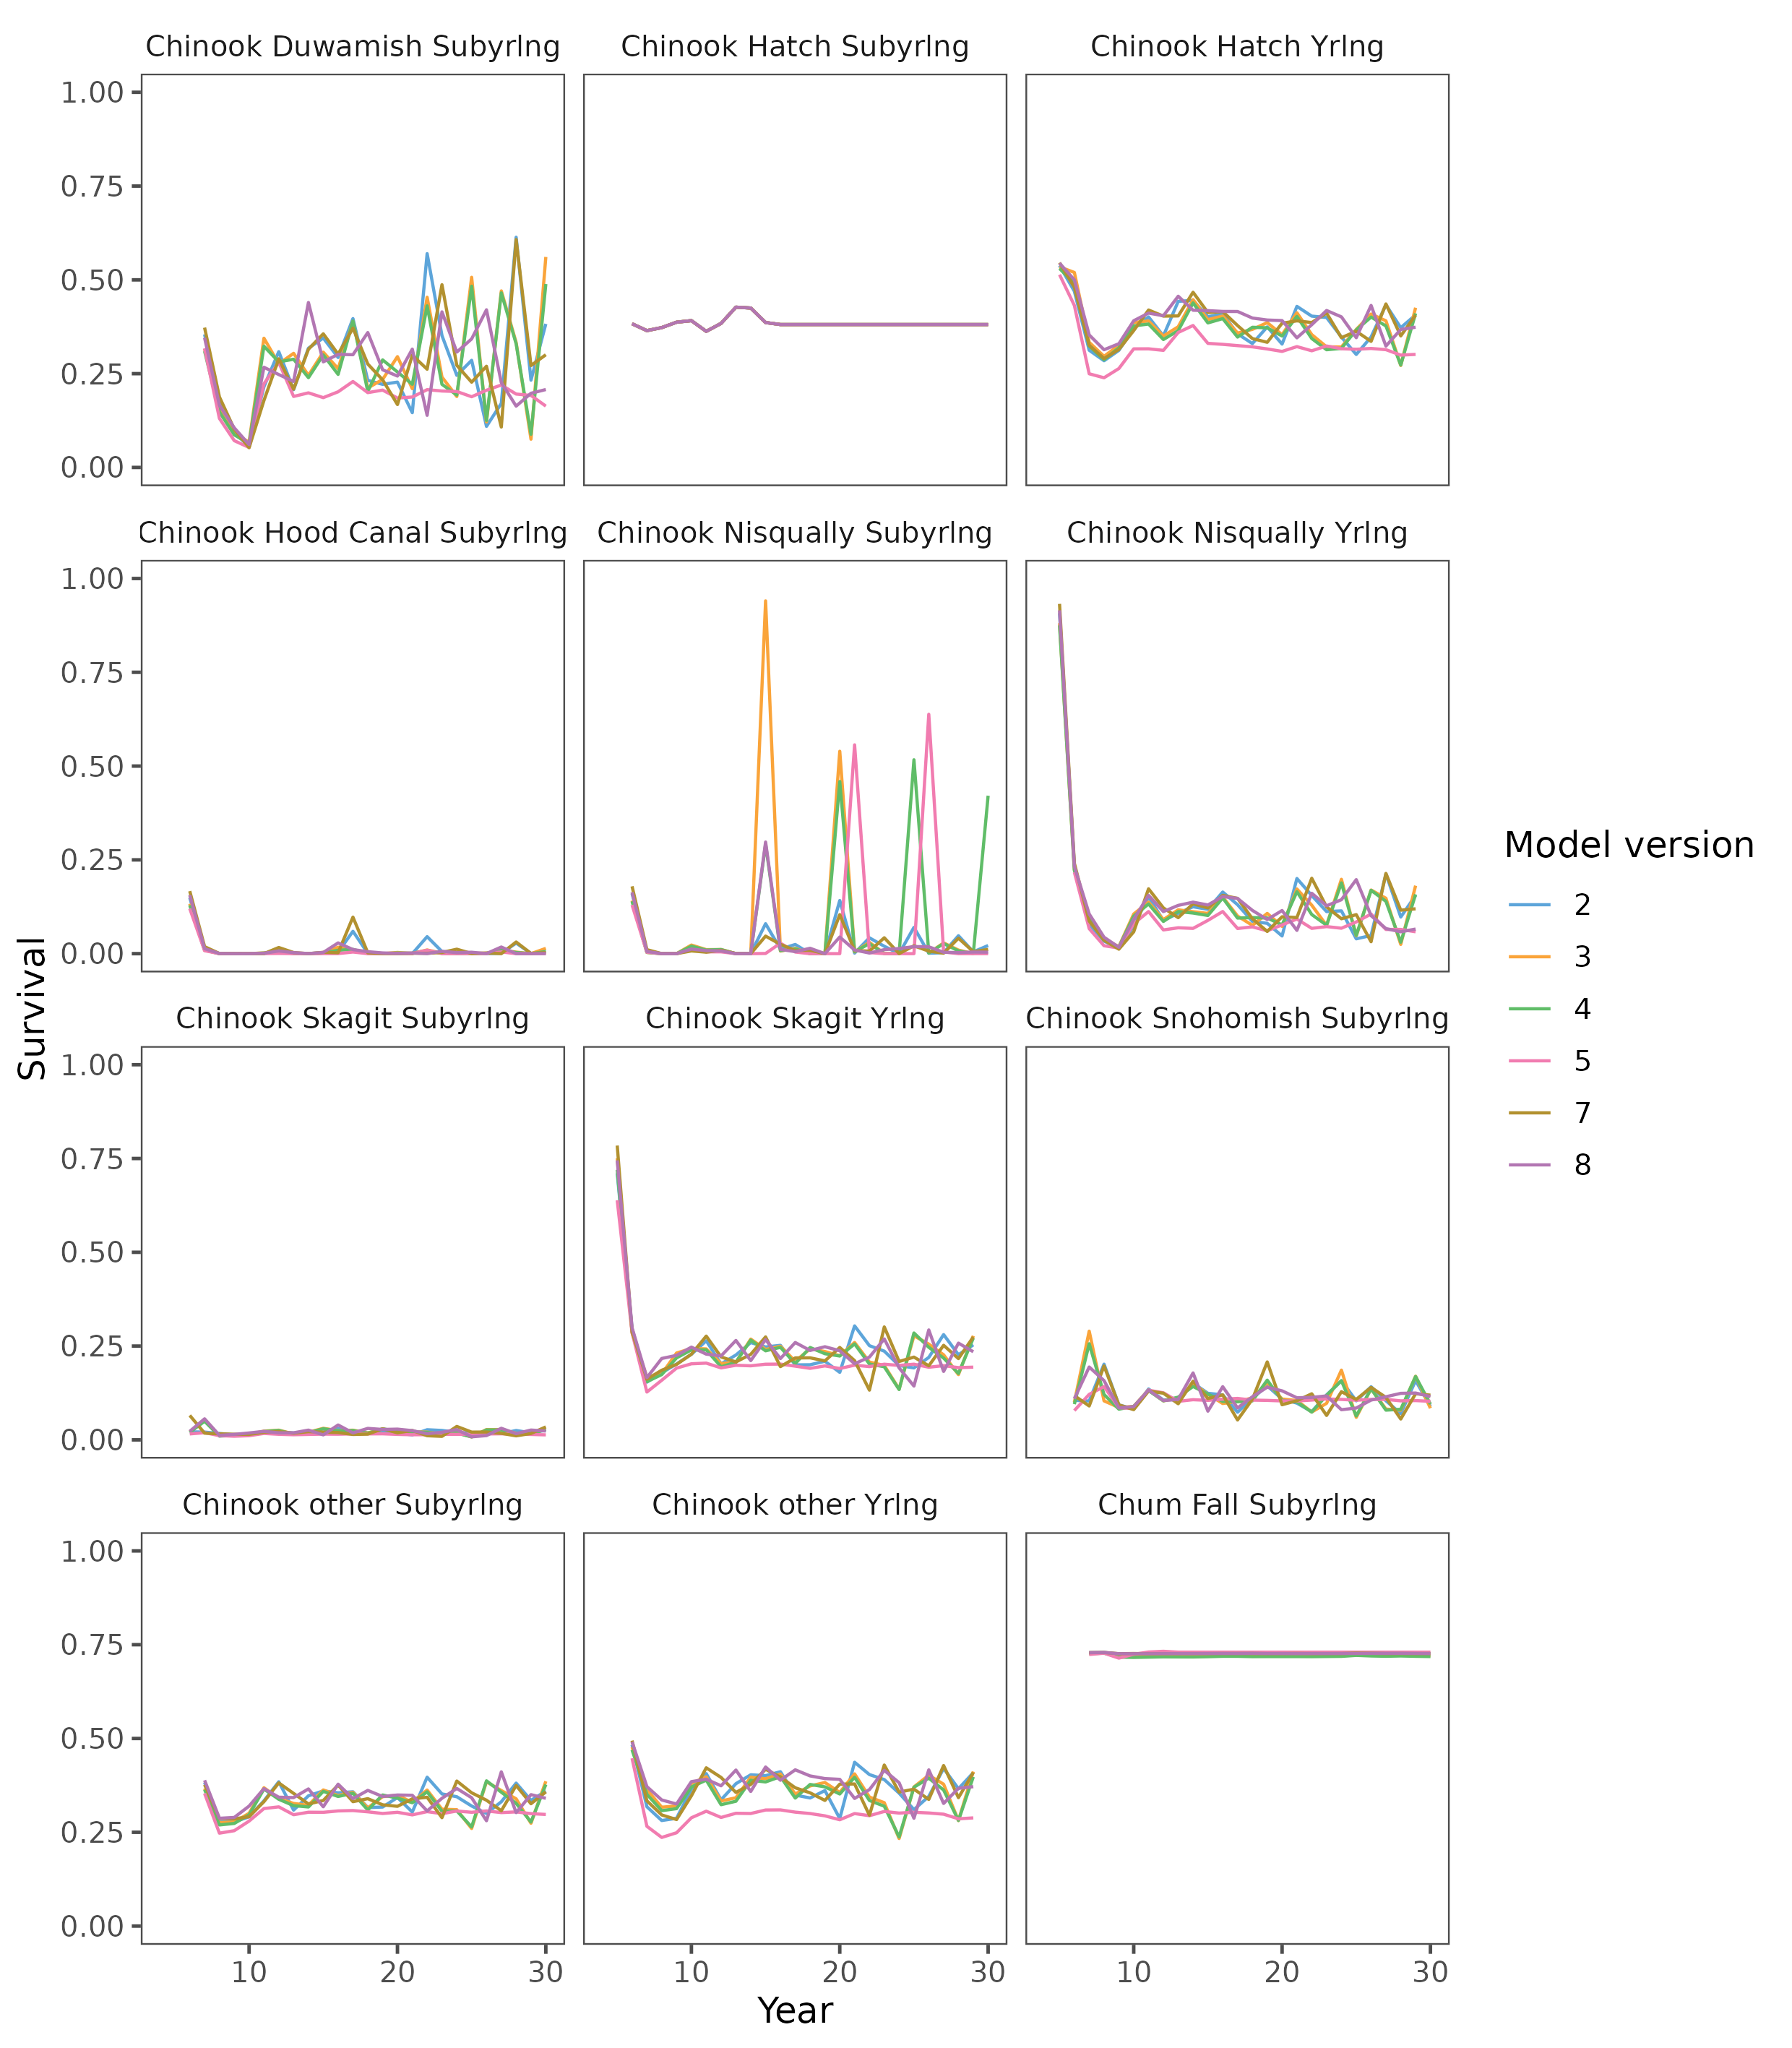 Chinook Duwamish Subyrlng
Chinook Hatch Subyrlng
Chinook Hatch Yrlng
1.00
0.75
0.50
0.25
0.00
Chinook Hood Canal Subyrlng
Chinook Nisqually Subyrlng
Chinook Nisqually Yrlng
1.00
0.75
0.50
0.25
0.00
Chinook Skagit Subyrlng
Chinook Skagit Yrlng
Chinook Snohomish Subyrlng
1.00
0.75
0.50
0.25
0.00
Chinook other Subyrlng
Chinook other Yrlng
Chum Fall Subyrlng
1.00
0.75
0.50
0.25
0.00
10 20 30
10 20 30
10 20 30
Year
Survival
Model version
2
3
4
5
7
8